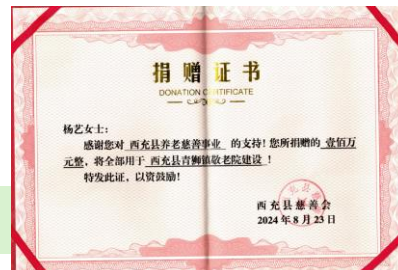 捐赠证书
DONATION CERTIFICATE
杨艺女士：
感谢您对 西充县养老慈善事业 的支持！您所捐赠的 壹佰万
元整，将全部用于 西充县青狮镇敬老院建设 ！
特发此证，以资鼓励！
西充县慈善会
2024年8月23日